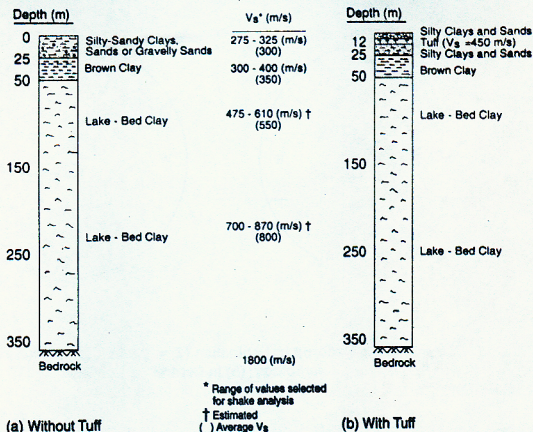 Depth (m)
0
25
50
150
250
350
Silty-Sandy Clays,
Sands or Gravelly Sands
Brown Clay
Lake - Bed Clay
Lake - Bed Clay
Bedrock
(a) Without Tuff
Vs* (m/s)
275 - 325 (m/s)
(300)
300 - 400 (m/s)
(350)
475 - 610 (m/s) †
(550)
700 - 870 (m/s) †
(800)
1800 (m/s)
* Range of values selected
for shake analysis
† Estimated
( ) Average Vs
Depth (m)
12
25
50
150
250
350
Silty Clays and Sands
Tuff (Vs =450 m/s)
Silty Clays and Sands
Brown Clay
Lake - Bed Clay
Lake - Bed Clay
Bedrock
(b) With Tuff